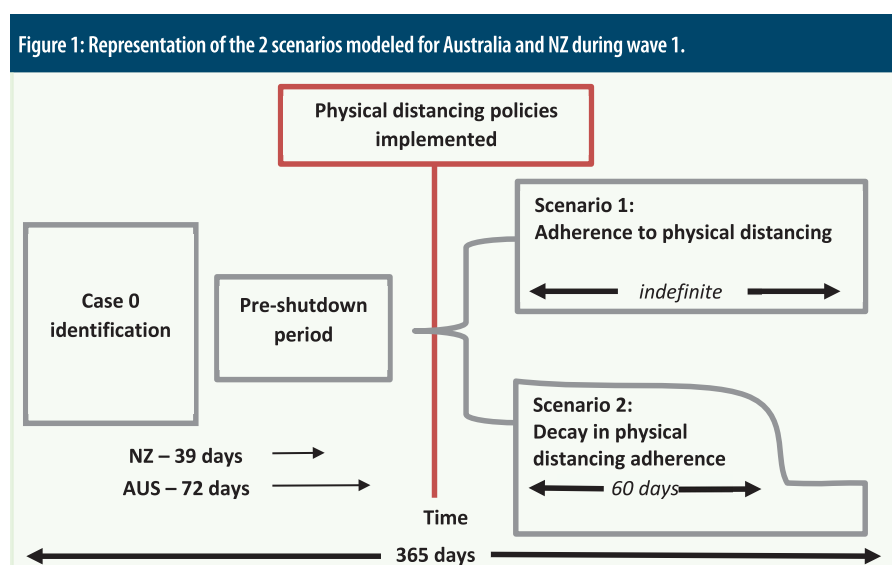 Figure 1: Representation of the 2 scenarios modeled for Australia and NZ during wave 1.
Physical distancing policies
implemented
Case 0
identification
Pre-shutdown
period
Scenario 1:
Adherence to physical distancing
indefinite
Scenario 2:
Decay in physical
distancing adherence
60 days
NZ – 39 days
AUS – 72 days
Time
365 days